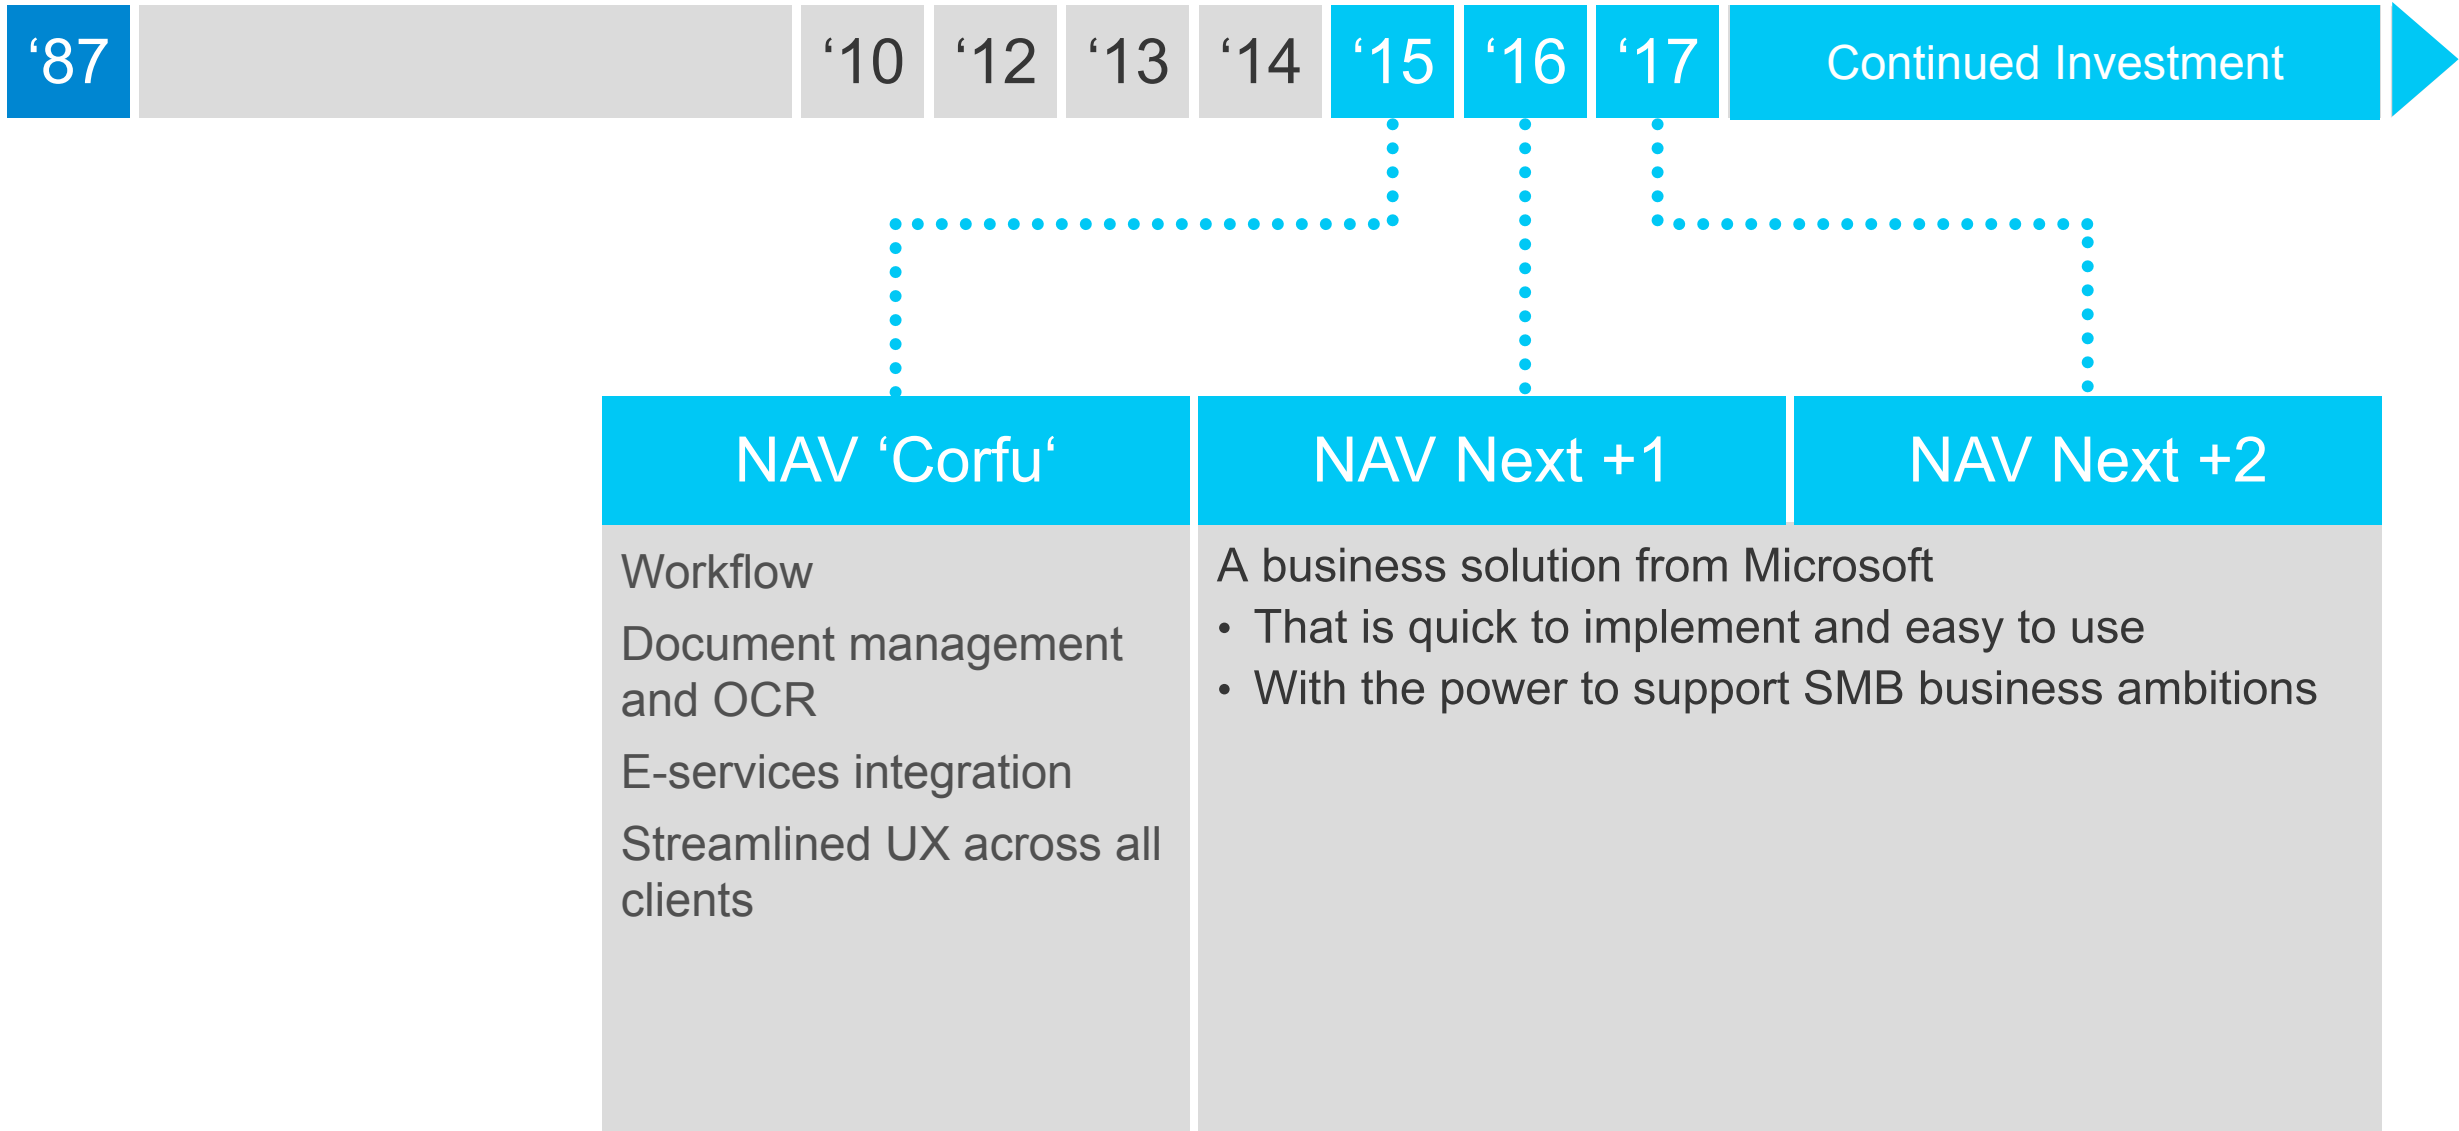 ‘87
‘10
‘12
‘13
‘14
‘15
‘16
‘17
Continued Investment
NAV ‘Corfu‘
NAV Next +1
NAV Next +2
Workflow
Document management
and OCR
E-services integration
Streamlined UX across all
clients
A business solution from Microsoft
• That is quick to implement and easy to use
• With the power to support SMB business ambitions